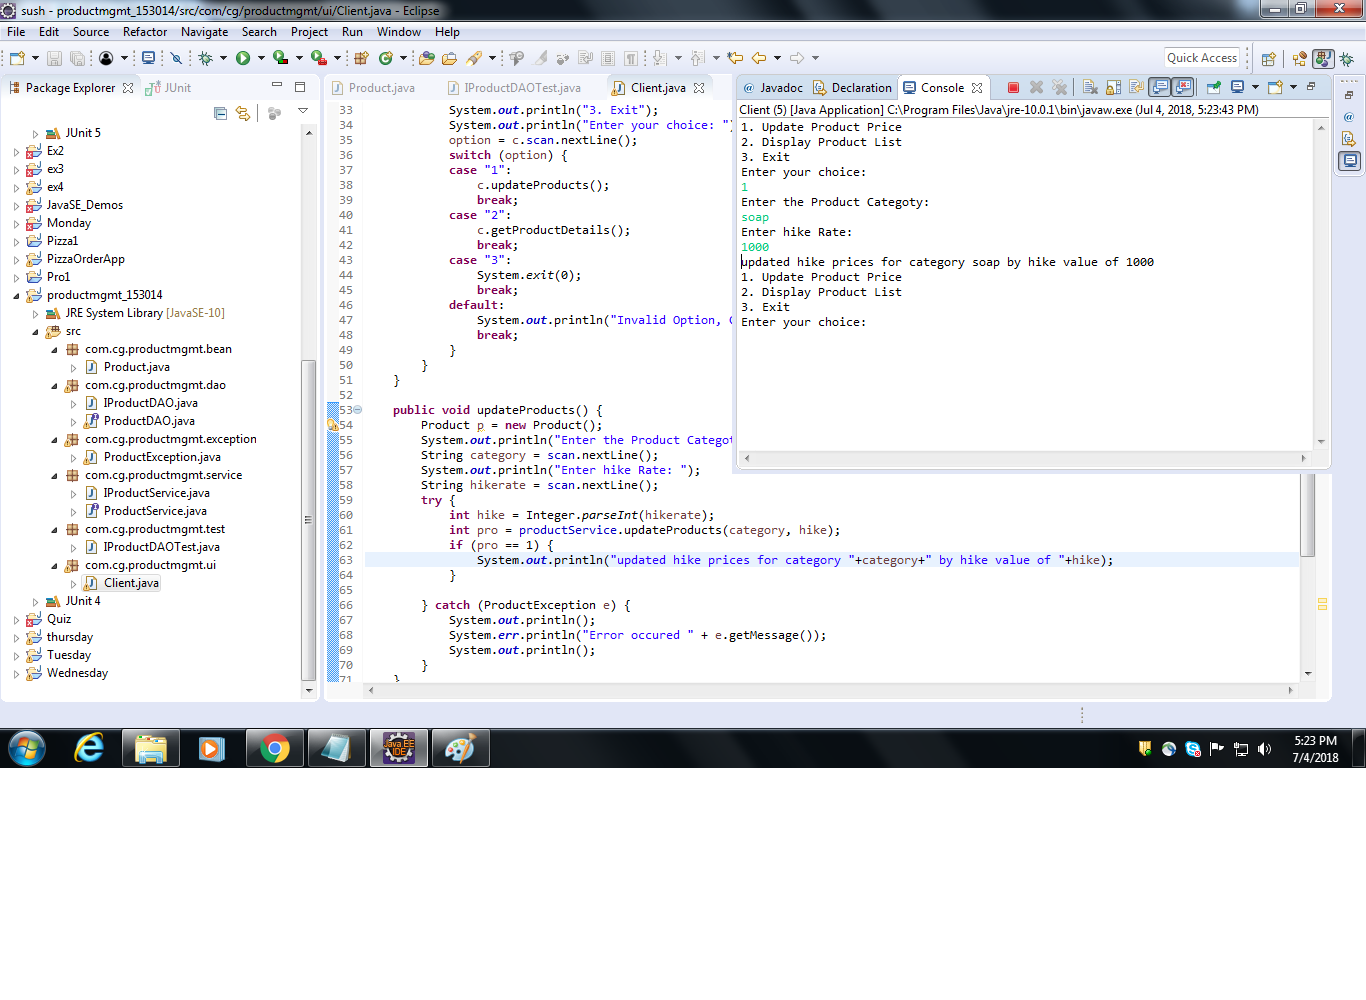 sush - productmgmt_153014/src/com/cg/productmgmt/ui/Client.java - Eclipse
File Edit Source Refactor Navigate Search Project Run Window Help
Quick Access
Package Explorer JUnit
JUnit 5
Ex2
ex3
ex4
JavaSE_Demos
Monday
Pizza1
PizzaOrderApp
Pro1
productmgmt_153014
JRE System Library [JavaSE-10]
src
com.cg.productmgmt.bean
Product.java
com.cg.productmgmt.dao
IProductDAO.java
ProductDAO.java
com.cg.productmgmt.exception
ProductException.java
com.cg.productmgmt.service
IProductService.java
ProductService.java
com.cg.productmgmt.test
IProductDAOTest.java
com.cg.productmgmt.ui
Client.java
JUnit 4
Quiz
thursday
Tuesday
Wednesday
Product.java IProductDAOTest.java Client.java
33 System.out.println("3. Exit");
34 System.out.println("Enter your choice: ")
35 option = c.scan.nextLine();
36 switch (option) {
37 case "1":
38 c.updateProducts();
39 break;
40 case "2":
41 c.getProductDetails();
42 break;
43 case "3":
44 System.exit(0);
45 break;
46 default:
47 System.out.println("Invalid Option,
48 break;
49 }
50 }
51 }
52
53 public void updateProducts() {
54 Product p = new Product();
55 System.out.println("Enter the Product Categot
56 String category = scan.nextLine();
57 System.out.println("Enter hike Rate: ");
58 String hikerate = scan.nextLine();
59 try {
60 int hike = Integer.parseInt(hikerate);
61 int pro = productService.updateProducts(category, hike);
62 if (pro == 1) {
63 System.out.println("updated hike prices for category "+category+" by hike value of "+hike);
64 }
65
66 } catch (ProductException e) {
67 System.out.println();
68 System.err.println("Error occured " + e.getMessage());
69 System.out.println();
70 }
71 }
Javadoc Declaration Console
Client (5) [Java Application] C:\Program Files\Java\jre-10.0.1\bin\javaw.exe (Jul 4, 2018, 5:23:43 PM)
1. Update Product Price
2. Display Product List
3. Exit
Enter your choice:
1
Enter the Product Categoty:
soap
Enter hike Rate:
1000
updated hike prices for category soap by hike value of 1000
1. Update Product Price
2. Display Product List
3. Exit
Enter your choice:
Java EE
IDE
5:23 PM
7/4/2018